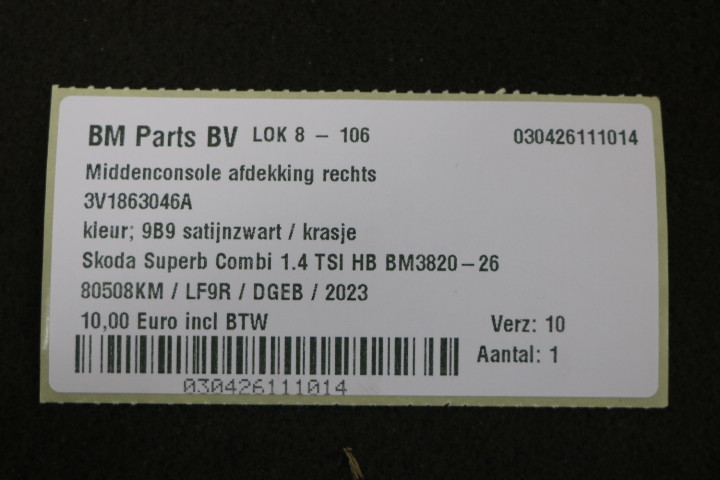 BM Parts BV LOK 8 - 106 030426111014
Middenconsole afdekking rechts
3V1863046A
kleur; 9B9 satijnzwart / krasje
Skoda Superb Combi 1.4 TSI HB BM3820-26
80508KM / LF9R / DGEB / 2023
10,00 Euro incl BTW Verz: 10
Aantal: 1
030426111014